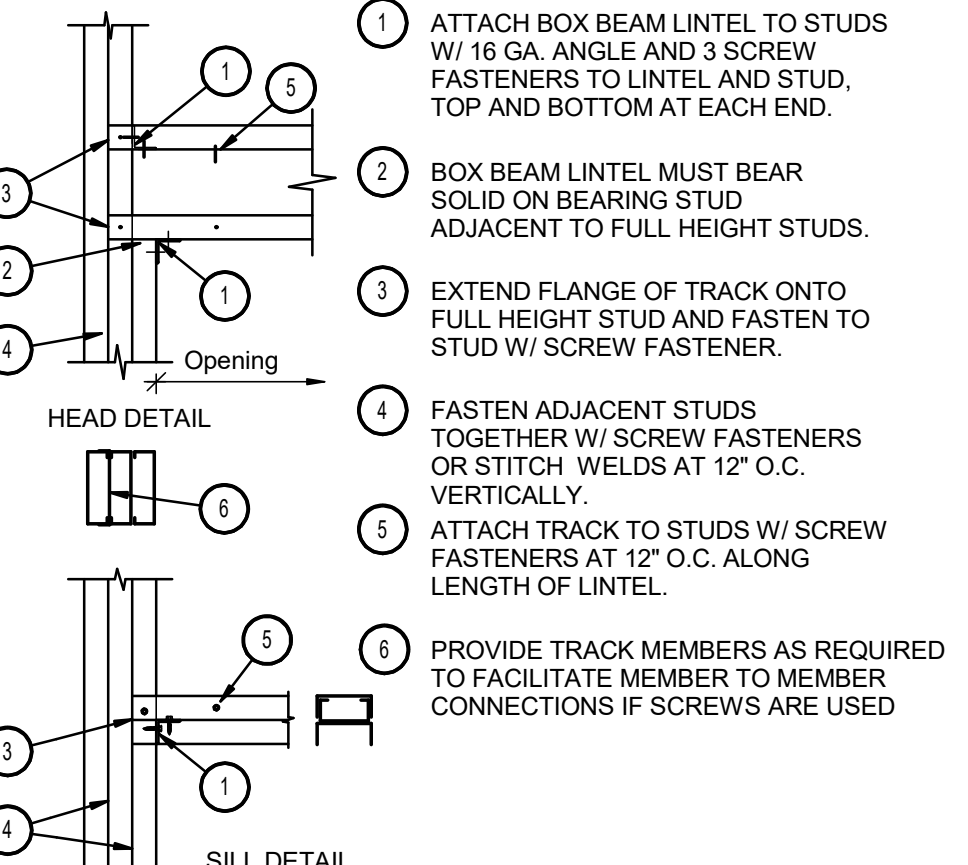 1 ATTACH BOX BEAM LINTEL TO STUDS
W/ 16 GA. ANGLE AND 3 SCREW
FASTENERS TO LINTEL AND STUD,
TOP AND BOTTOM AT EACH END.
2 BOX BEAM LINTEL MUST BEAR
SOLID ON BEARING STUD
ADJACENT TO FULL HEIGHT STUDS.
3 EXTEND FLANGE OF TRACK ONTO
FULL HEIGHT STUD AND FASTEN TO
STUD W/ SCREW FASTENER.
4 FASTEN ADJACENT STUDS
TOGETHER W/ SCREW FASTENERS
OR STITCH WELDS AT 12" O.C.
VERTICALLY.
5 ATTACH TRACK TO STUDS W/ SCREW
FASTENERS AT 12" O.C. ALONG
LENGTH OF LINTEL.
6 PROVIDE TRACK MEMBERS AS REQUIRED
TO FACILITATE MEMBER TO MEMBER
CONNECTIONS IF SCREWS ARE USED
1
5
3
2
1
4
Opening
HEAD DETAIL
6
5
3
1
4
SILL DETAIL